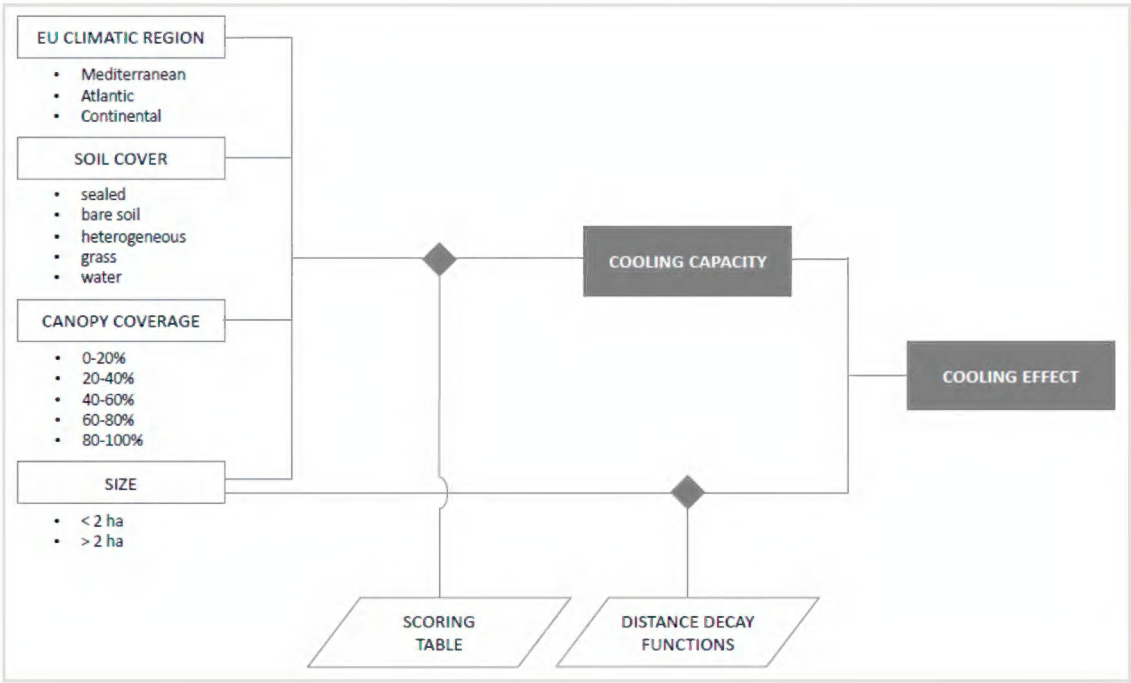 EU CLIMATIC REGION
• Mediterranean
• Atlantic
• Continental
SOIL COVER
• sealed
• bare soil
• heterogeneous
• grass
• water
CANOPY COVERAGE
• 0-20%
• 20-40%
• 40-60%
• 60-80%
• 80-100%
SIZE
• < 2 ha
• > 2 ha
COOLING CAPACITY
COOLING EFFECT
SCORING
TABLE
DISTANCE DECAY
FUNCTIONS